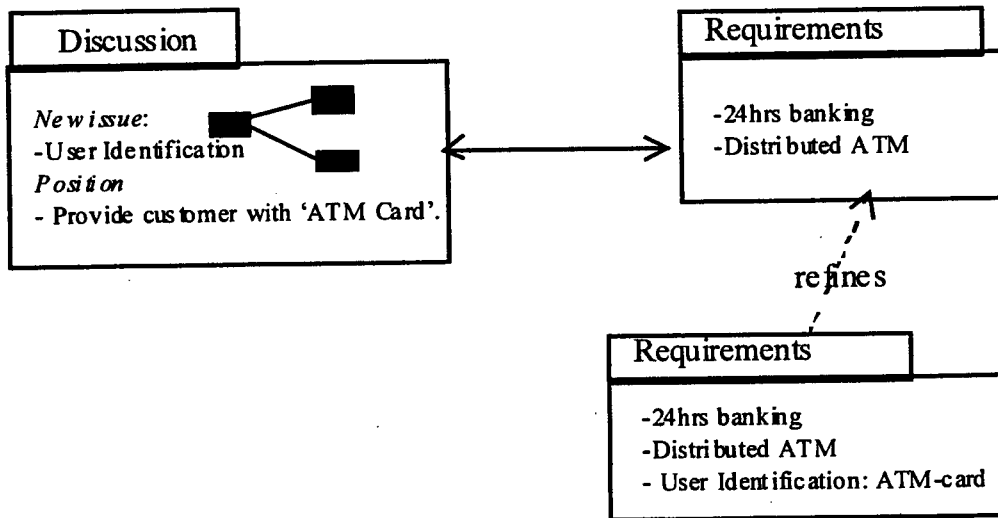 Discussion
New issue:
-User Identification
Position
- Provide customer with ‘ATM Card’.
Requirements
-24hrs banking
-Distributed ATM
refines
Requirements
-24hrs banking
-Distributed ATM
- User Identification: ATM-card